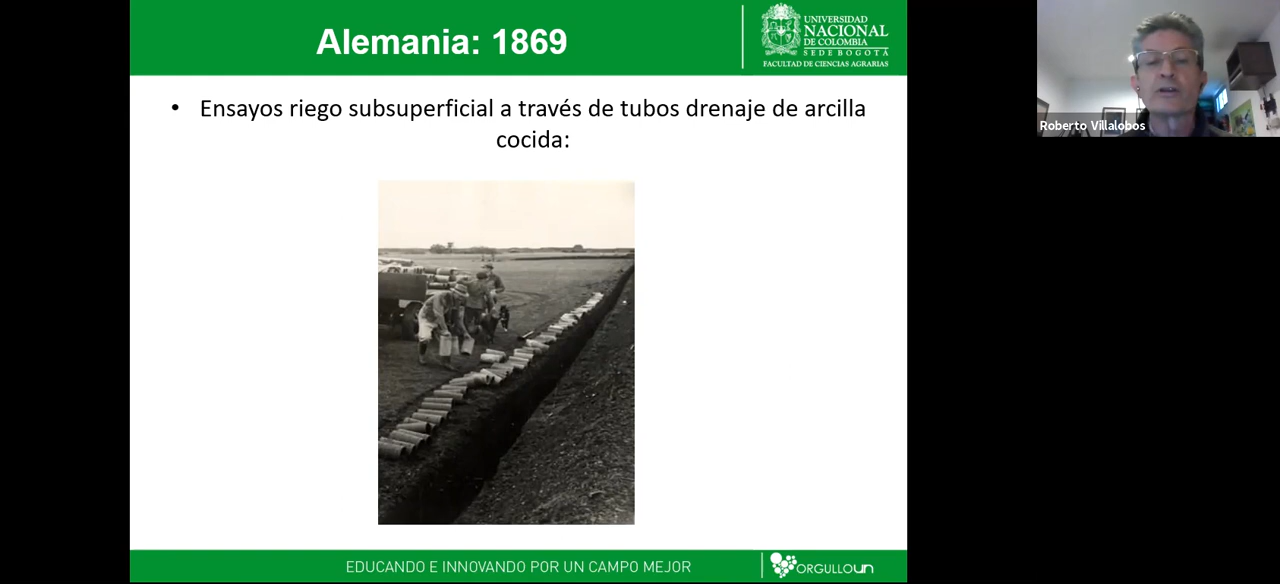 Alemania: 1869
UNIVERSIDAD
NACIONAL
DE COLOMBIA
SEDE BOGOTÁ
FACULTAD DE CIENCIAS AGRARIAS
• Ensayos riego subsuperficial a través de tubos drenaje de arcilla
cocida:
Roberto Villalobos
EDUCANDO E INNOVANDO POR UN CAMPO MEJOR
ORGULLOUN